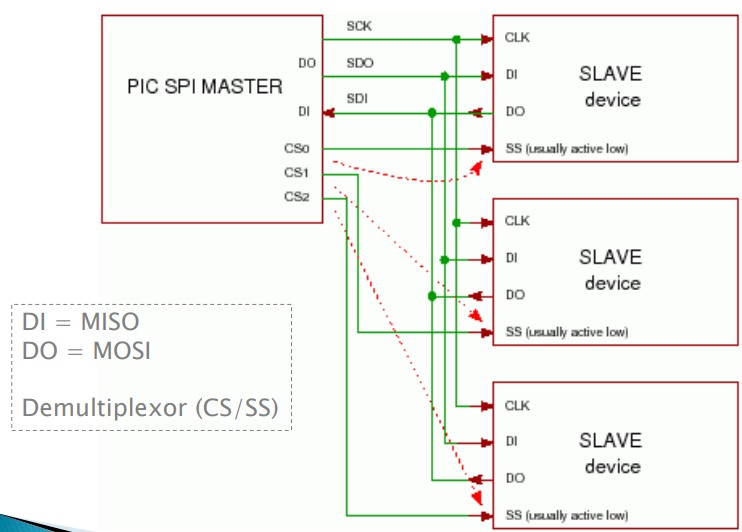 SCK
DO
SDO
PIC SPI MASTER
DI
SDI
CS0
CS1
CS2
CLK
DI
SLAVE
device
DO
SS (usually active low)
CLK
DI
SLAVE
device
DO
SS (usually active low)
CLK
DI
SLAVE
device
DO
SS (usually active low)
DI = MISO
DO = MOSI
Demultiplexor (CS/SS)